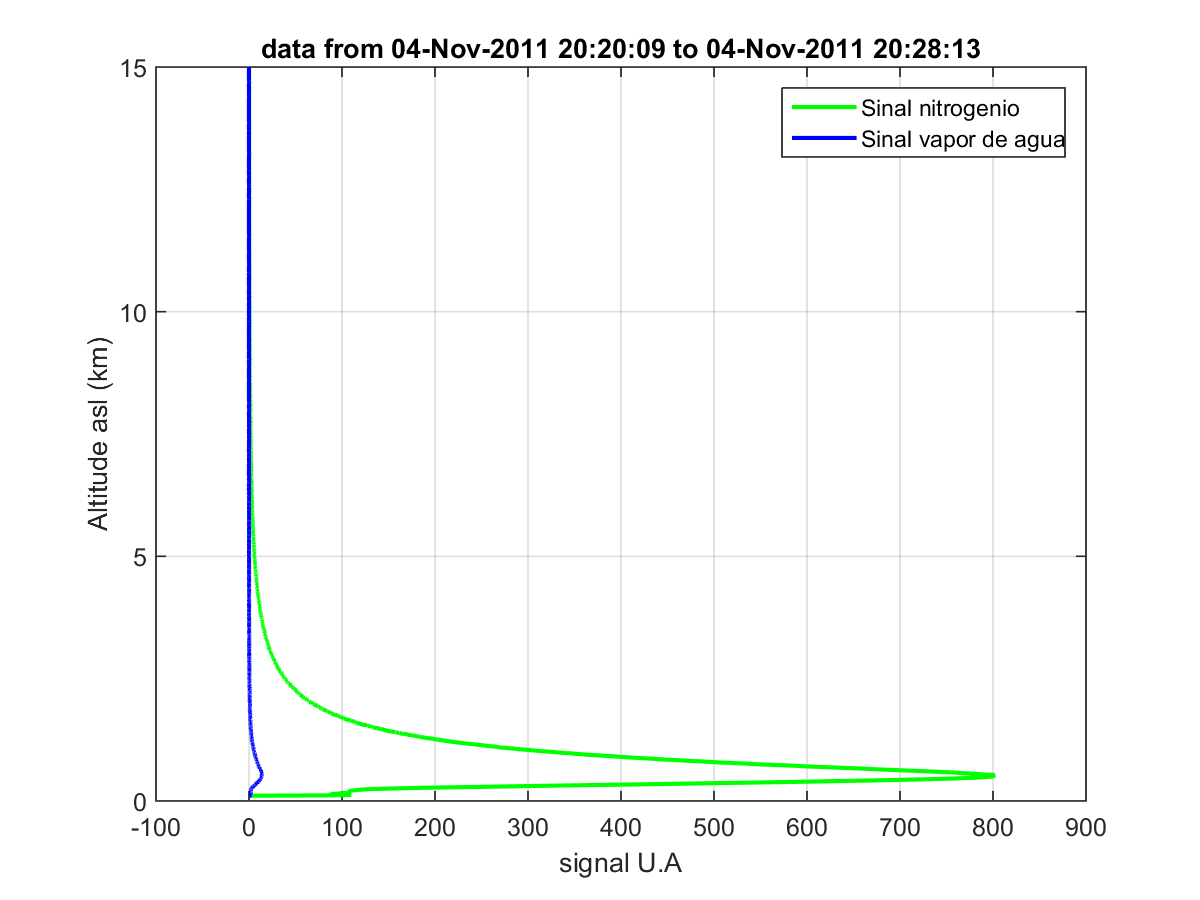 data from 04-Nov-2011 20:20:09 to 04-Nov-2011 20:28:13
Sinal nitrogenio
Sinal vapor de agua
15
10
5
0
Altitude asl (km)
-100 0 100 200 300 400 500 600 700 800 900
signal U.A